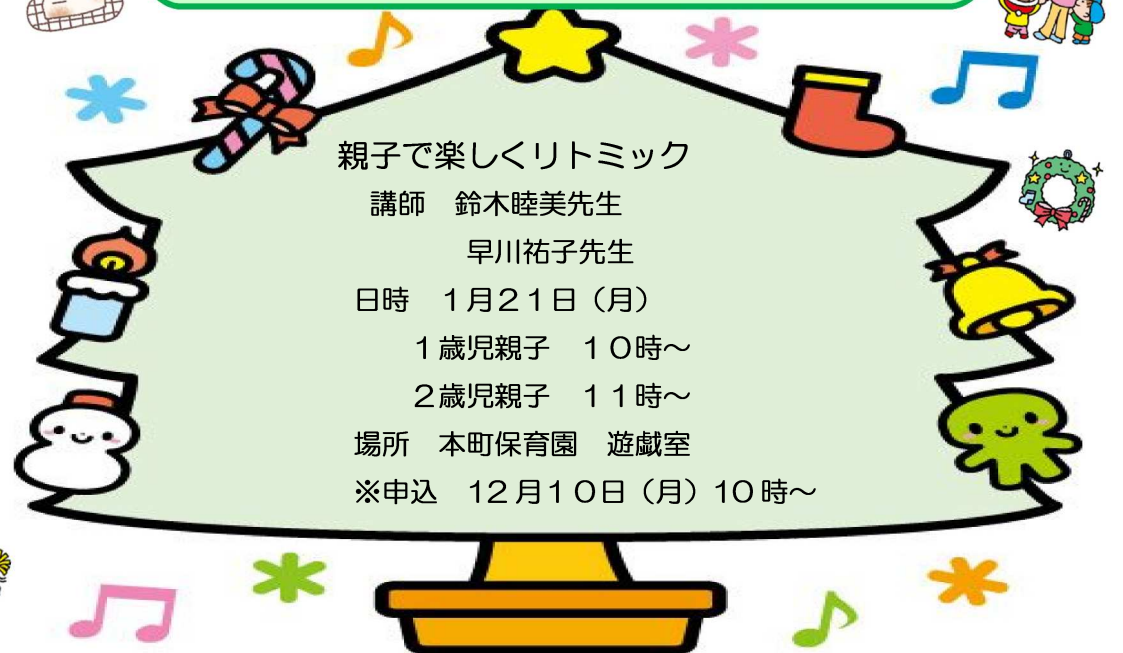 親子で楽しくリトミック
講師　鈴木睦美先生
早川祐子先生
日時　１月２１日（月）
１歳児親子　１０時～
２歳児親子　１１時～
場所　本町保育園　遊戯室
※申込　12月１０日（月）10時～